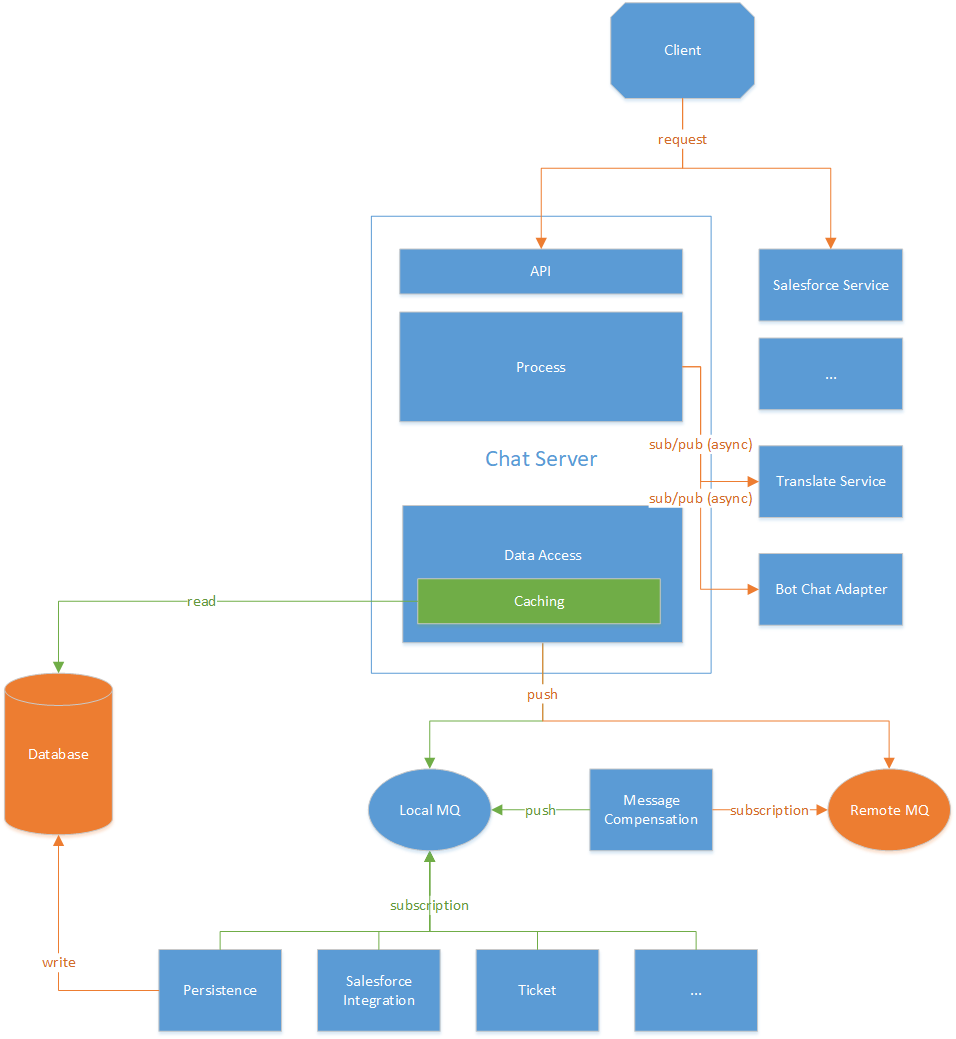 Client
request
API
Salesforce Service
Process
...
sub/pub (async)
Chat Server
Translate Service
sub/pub (async)
Data Access
Bot Chat Adapter
Caching
read
push
Database
Local MQ
push
Message
Compensation
subscription
Remote MQ
subscription
write
Persistence
Salesforce
Integration
Ticket
...